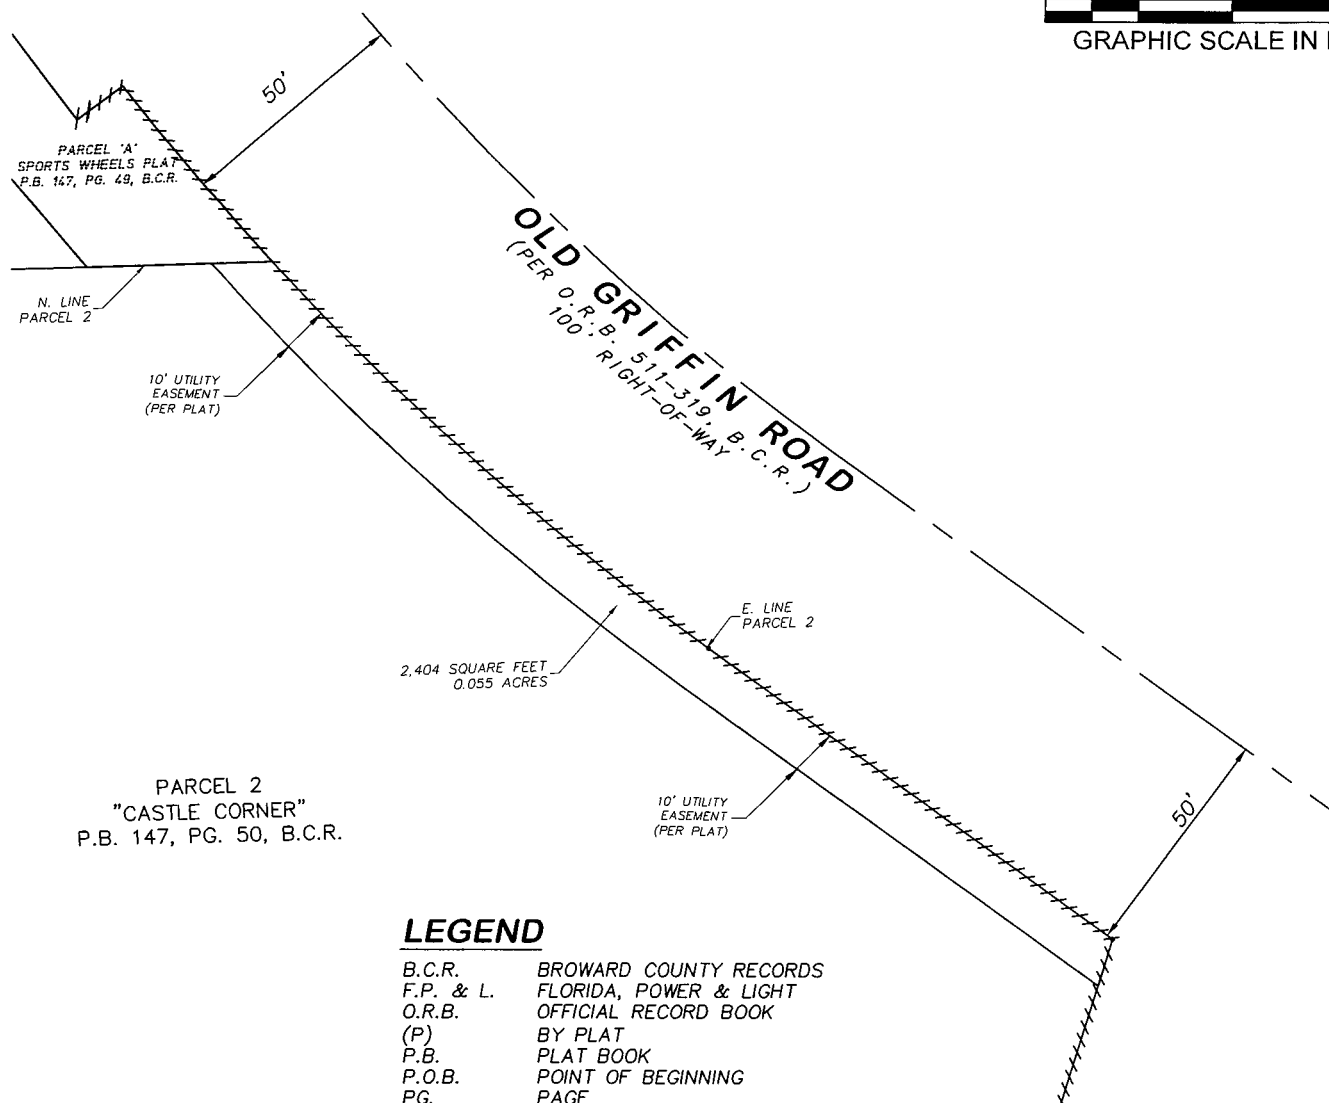 GRAPHIC SCALE IN
50'
PARCEL 'A'
SPORTS WHEELS PLAT
P.B. 147, PG. 49, B.C.R.
OLD GRIFFIN ROAD
(PER O.R.B. 511-319, B.C.R.)
100' RIGHT-OF-WAY
N. LINE
PARCEL 2
10' UTILITY
EASEMENT
(PER PLAT)
E. LINE
PARCEL 2
2,404 SQUARE FEET
0.055 ACRES
PARCEL 2
"CASTLE CORNER"
P.B. 147, PG. 50, B.C.R.
10' UTILITY
EASEMENT
(PER PLAT)
50'
LEGEND
B.C.R. BROWARD COUNTY RECORDS
F.P. & L. FLORIDA, POWER & LIGHT
O.R.B. OFFICIAL RECORD BOOK
(P) BY PLAT
P.B. PLAT BOOK
P.O.B. POINT OF BEGINNING
PG. PAGE